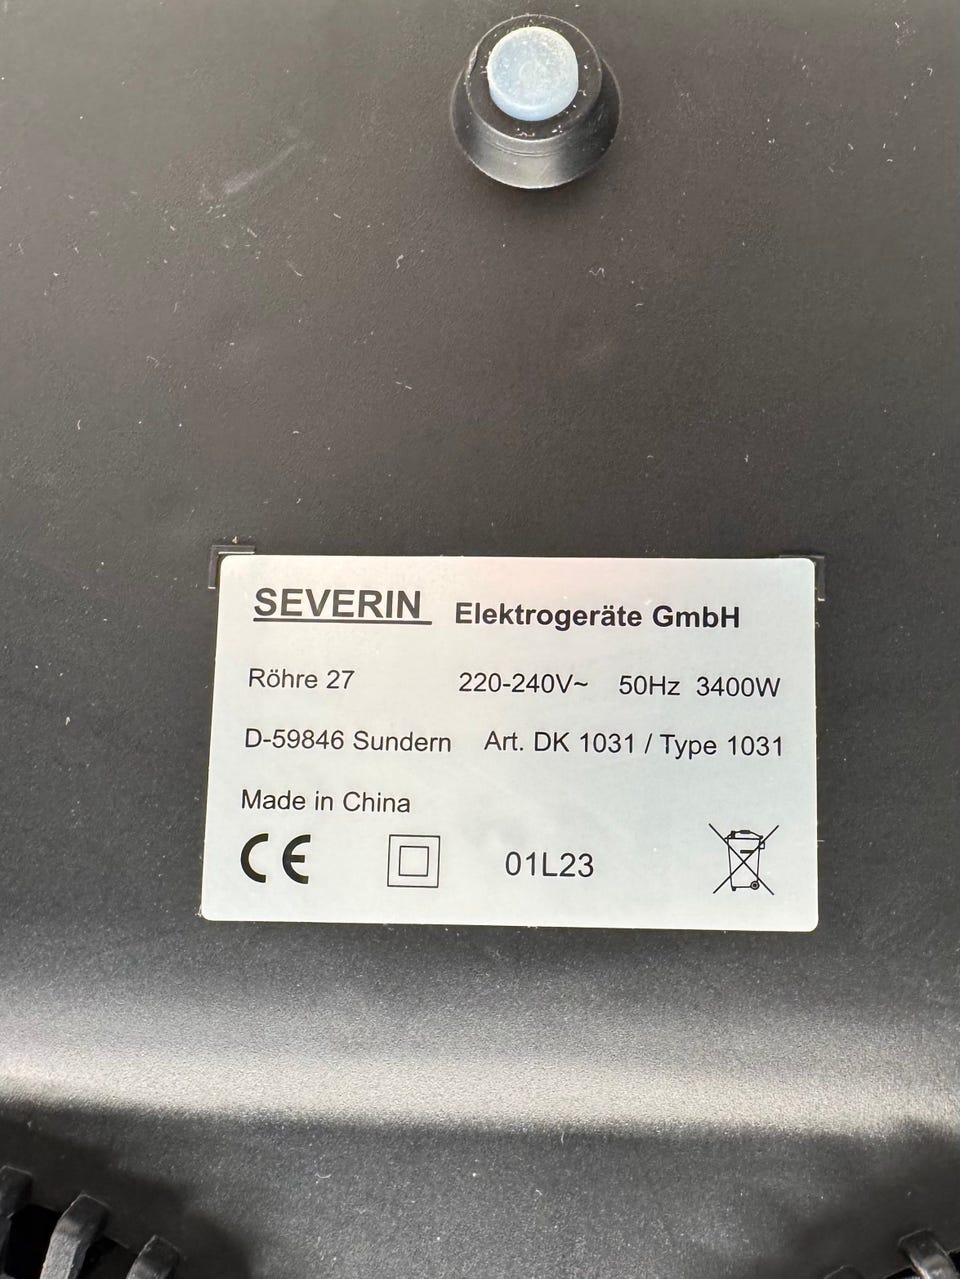 SEVERIN Elektrogeräte GmbH
Röhre 27 220-240V~ 50Hz 3400W
D-59846 Sundern Art. DK 1031 / Type 1031
Made in China
CE 01L23